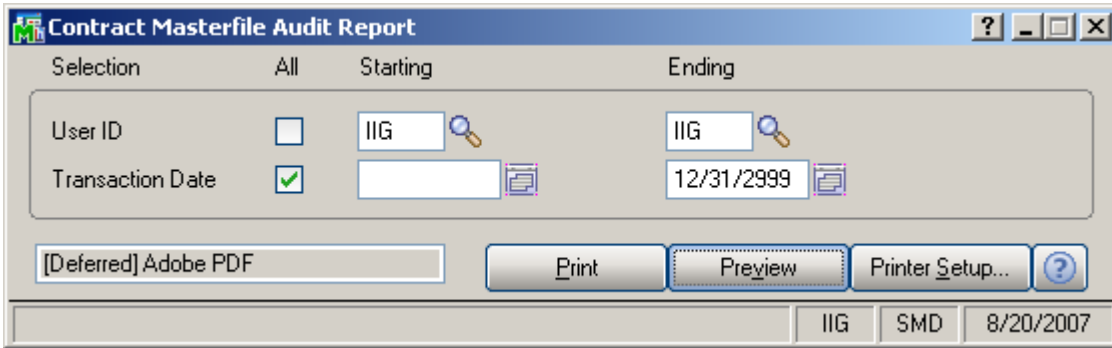 Contract Masterfile Audit Report
Selection All Starting Ending
User ID IIG IIG
Transaction Date 12/31/2999
[Deferred] Adobe PDF Print Preview Printer Setup...
IIG SMD 8/20/2007